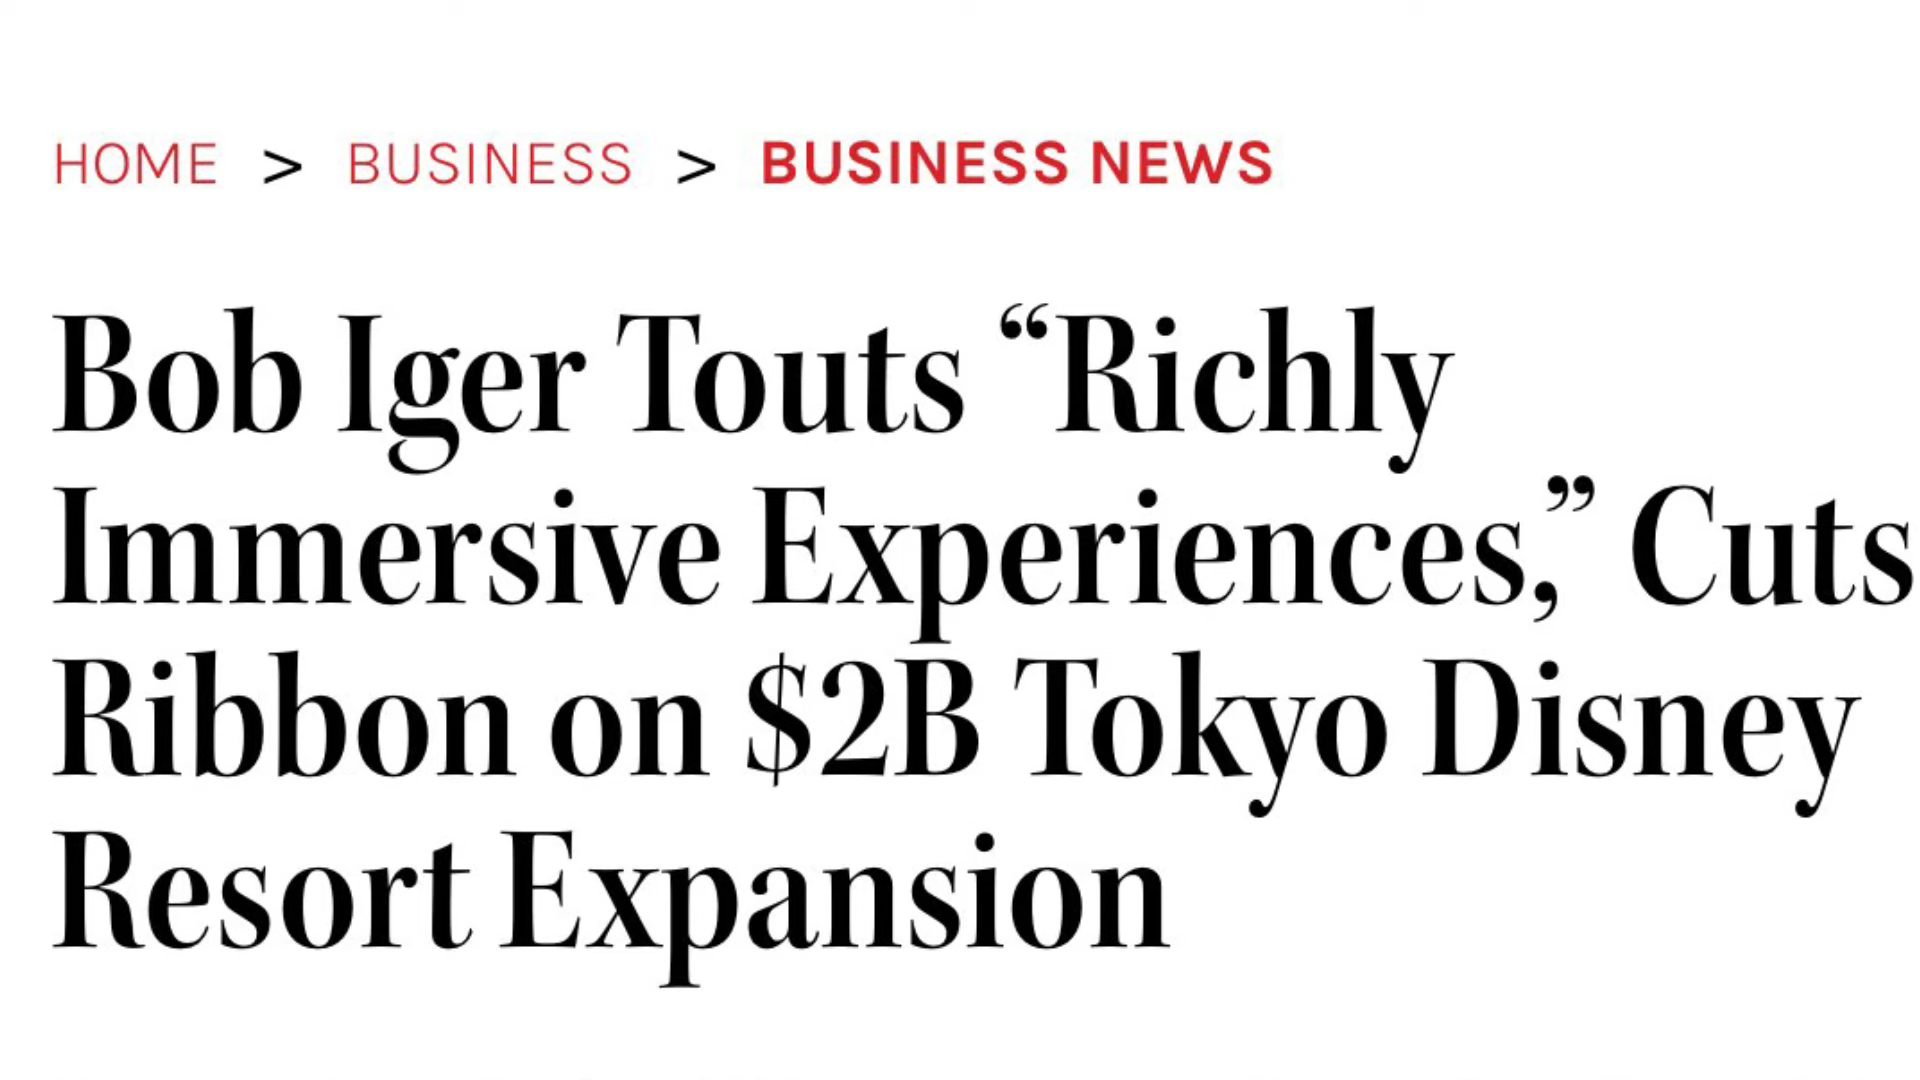 HOME > BUSINESS > BUSINESS NEWS
Bob Iger Touts “Richly
Immersive Experiences,” Cuts
Ribbon on $2B Tokyo Disney
Resort Expansion